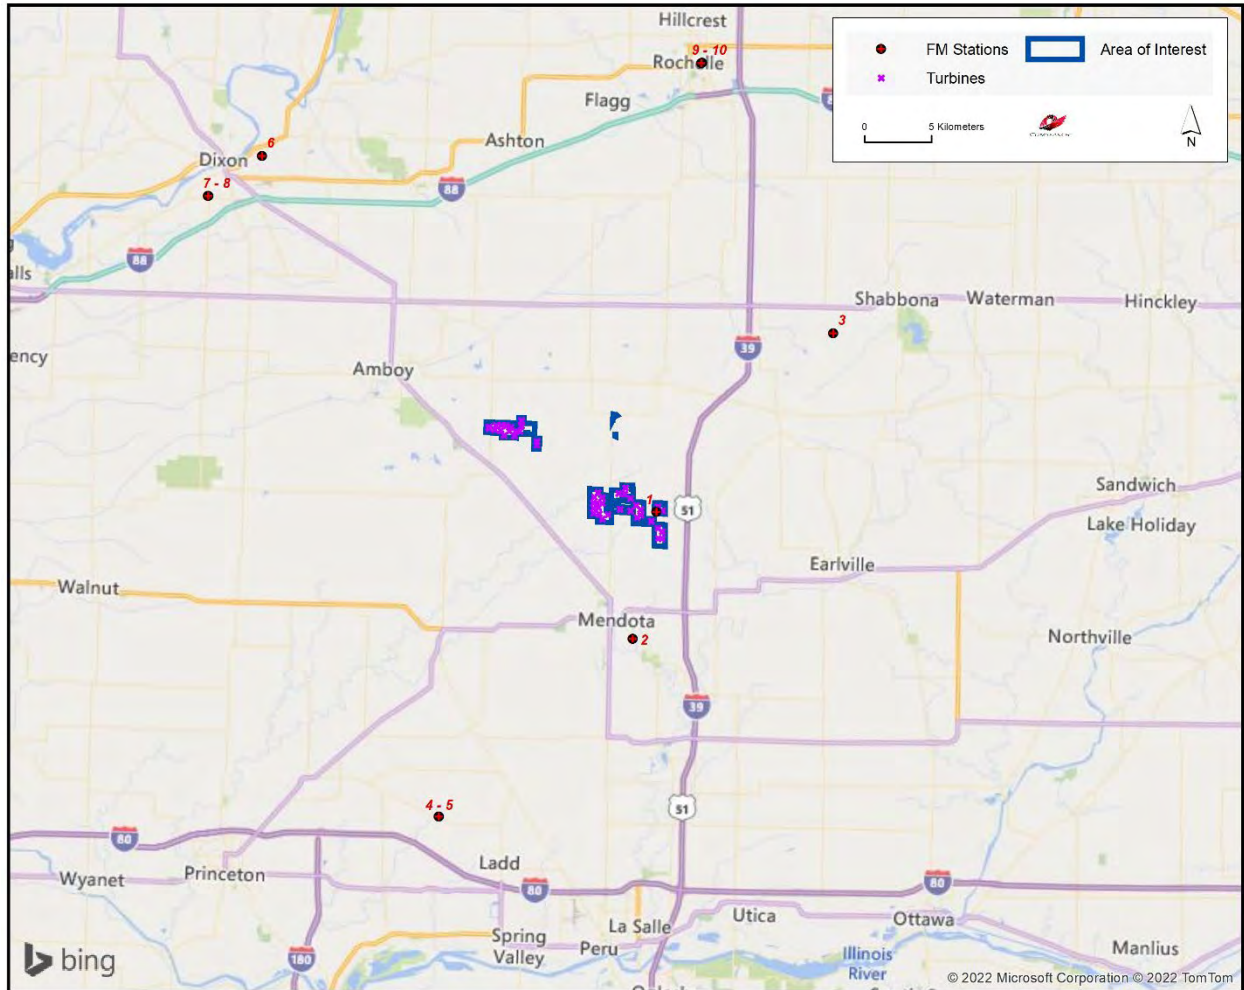 Hillcrest
9 - 10
Rochelle
Flagg
Ashton
6
Dixon
7 - 8
88
88
FM Stations
Area of Interest
Turbines
0
5 Kilometers
N
alls
Shabbona
Waterman
Hinckley
3
39
ency
Amboy
1
51
Sandwich
Lake Holiday
Earlville
Walnut
Mendota
2
Northville
39
4 - 5
51
80
Ladd
Wyanet
Princeton
80
80
La Salle
Utica
Ottawa
Spring
Valley
Peru
Illinois
River
Manlius
180
bing
© 2022 Microsoft Corporation © 2022 TomTom